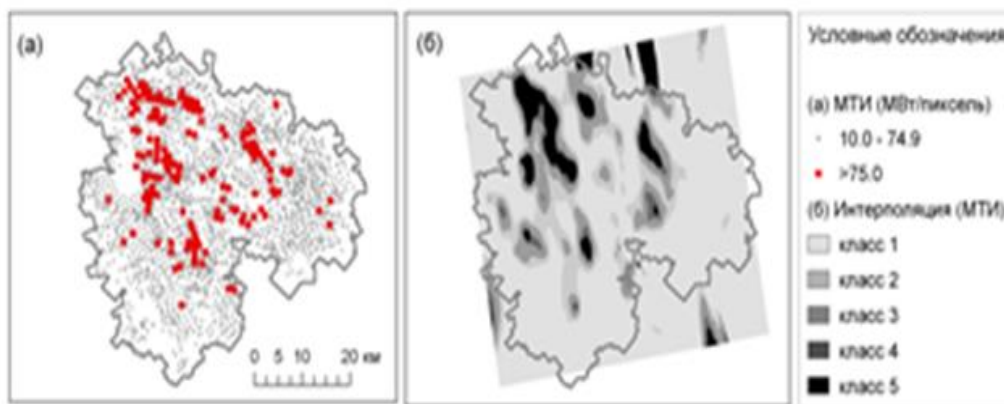 (а)
0 5 10 20 км
(б)
Условные обозначения
(а) МТИ (МВт/пиксель)
10.0 - 74.9
>75.0
(б) Интерполяция (МТИ)
класс 1
класс 2
класс 3
класс 4
класс 5